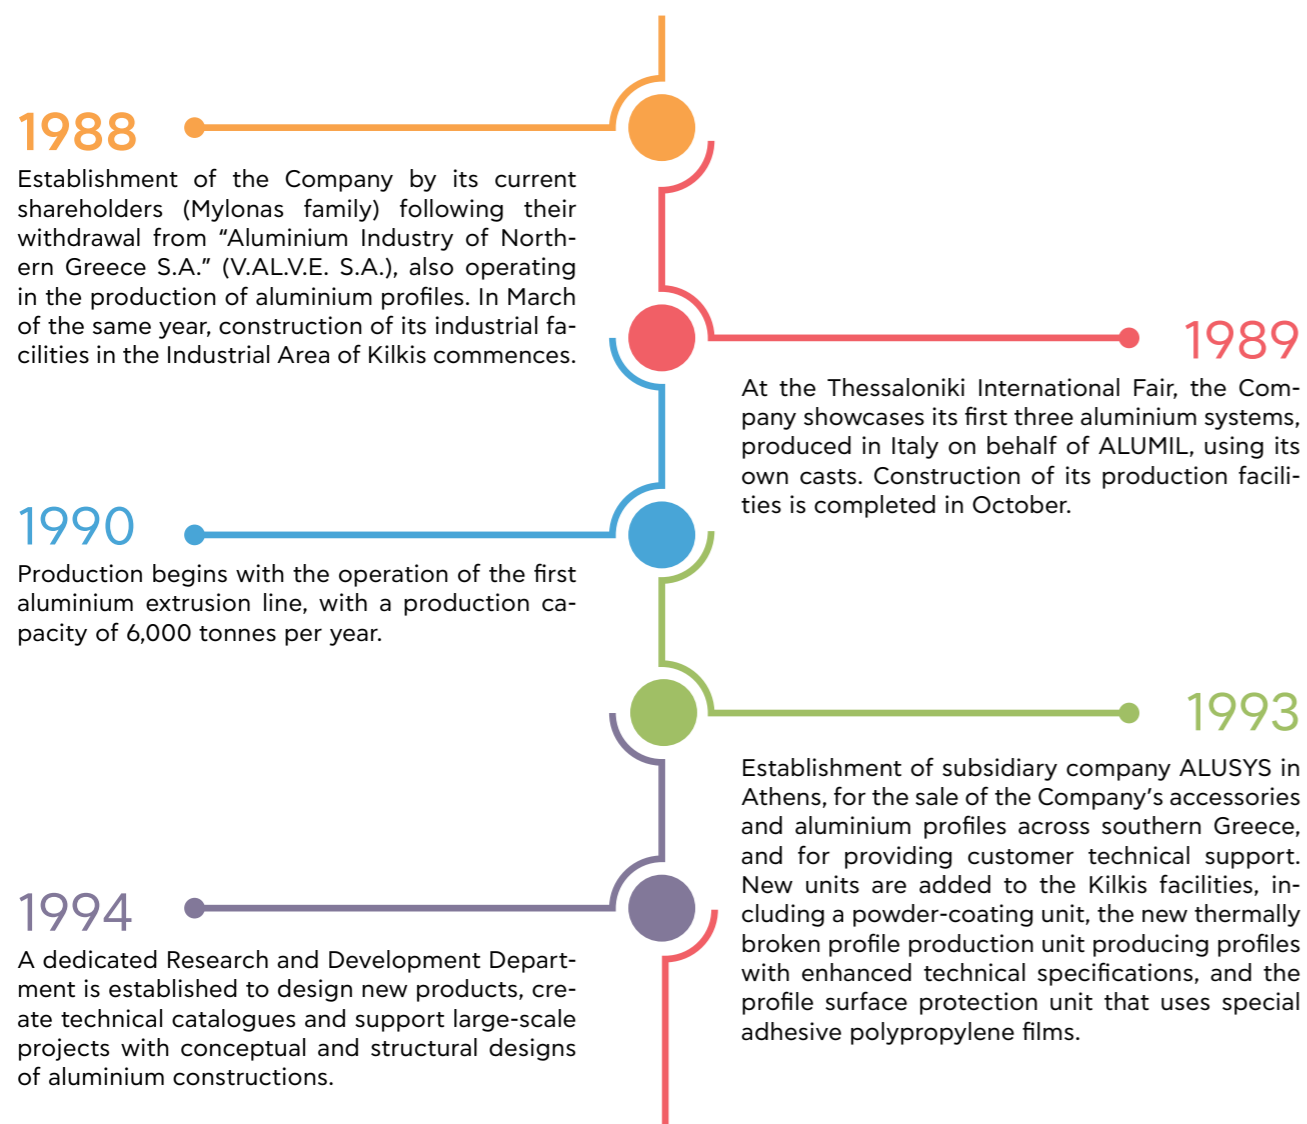 1988
Establishment of the Company by its current
shareholders (Mylonas family) following their
withdrawal from “Aluminium Industry of North-
ern Greece S.A.” (V.AL.V.E. S.A.), also operating
in the production of aluminium profiles. In March
of the same year, construction of its industrial fa-
cilities in the Industrial Area of Kilkis commences.
1989
At the Thessaloniki International Fair, the Com-
pany showcases its first three aluminium systems,
produced in Italy on behalf of ALUMIL, using its
own casts. Construction of its production facili-
ties is completed in October.
1990
Production begins with the operation of the first
aluminium extrusion line, with a production ca-
pacity of 6,000 tonnes per year.
1993
Establishment of subsidiary company ALUSYS in
Athens, for the sale of the Company’s accessories
and aluminium profiles across southern Greece,
and for providing customer technical support.
New units are added to the Kilkis facilities, in-
cluding a powder-coating unit, the new thermally
broken profile production unit producing profiles
with enhanced technical specifications, and the
profile surface protection unit that uses special
adhesive polypropylene films.
1994
A dedicated Research and Development Depart-
ment is established to design new products, cre-
ate technical catalogues and support large-scale
projects with conceptual and structural designs
of aluminium constructions.